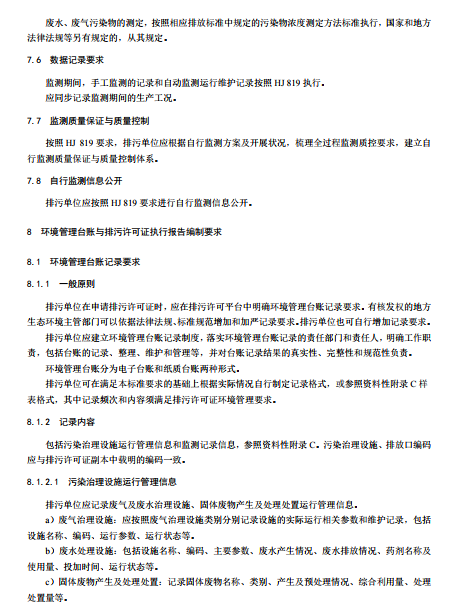 废水、废气污染物的测定，按照相应排放标准中规定的污染物浓度测定方法标准执行，国家和地方
法律法规等另有规定的，从其规定。
7.6 数据记录要求
监测期间，手工监测的记录和自动监测运行维护记录按照 HJ 819 执行。
应同步记录监测期间的生产工况。
7.7 监测质量保证与质量控制
按照 HJ 819 要求，排污单位应根据自行监测方案及开展状况，梳理全过程监测质控要求，建立自
行监测质量保证与质量控制体系。
7.8 自行监测信息公开
排污单位应按照 HJ 819 要求进行自行监测信息公开。
8 环境管理台账与排污许可证执行报告编制要求
8.1 环境管理台账记录要求
8.1.1 一般原则
排污单位在申请排污许可证时，应在排污许可平台中明确环境管理台账记录要求。有核发权的地方
生态环境主管部门可以依据法律法规、标准规范增加和加严记录要求。排污单位也可自行增加记录要求。
排污单位应建立环境管理台账记录制度，落实环境管理台账记录的责任部门和责任人，明确工作职
责，包括台账的记录、整理、维护和管理等，并对台账记录结果的真实性、完整性和规范性负责。
环境管理台账分为电子台账和纸质台账两种形式。
排污单位可在满足本标准要求的基础上根据实际情况自行制定记录格式，或参照资料性附录 C 样
表格式，其中记录频次和内容须满足排污许可证环境管理要求。
8.1.2 记录内容
包括污染治理设施运行管理信息和监测记录信息，参照资料性附录 C。污染治理设施、排放口编码
应与排污许可证副本中载明的编码一致。
8.1.2.1 污染治理设施运行管理信息
排污单位应记录废气及废水治理设施、固体废物产生及处理处置运行管理信息。
a）废气治理设施：应按照废气治理设施类别分别记录设施的实际运行相关参数和维护记录，包括
设施名称、编码、运行参数、运行状态等。
b）废水处理设施：包括设施名称、编码、主要参数、废水产生情况、废水排放情况、药剂名称及
使用量、投加时间、运行状态等。
c）固体废物产生及处理处置：记录固体废物名称、类别、产生及预处理情况、综合利用量、处理
处置量等。